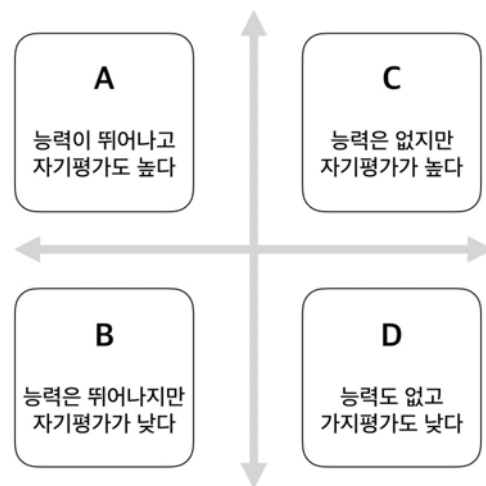 A
능력이 뛰어나고
자기평가도 높다
C
능력은 없지만
자기평가가 높다
B
능력은 뛰어나지만
자기평가가 낮다
D
능력도 없고
가지평가도 낮다